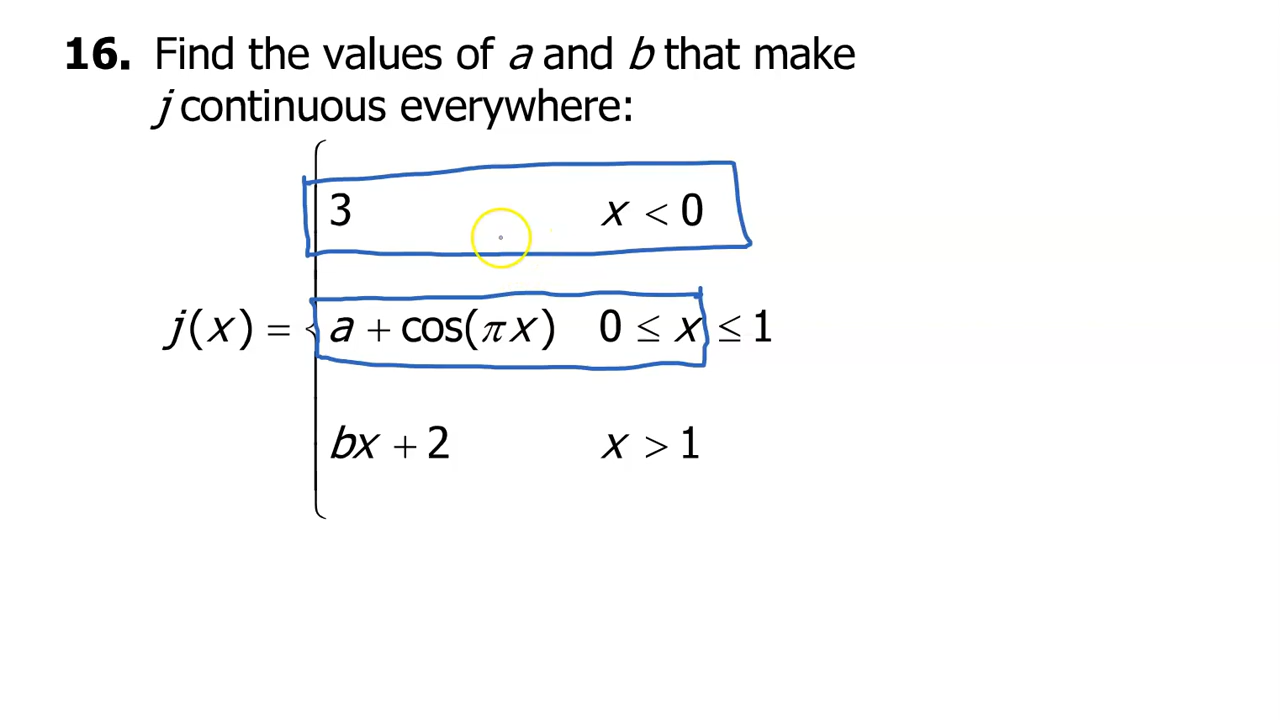 16. Find the values of a and b that make
j continuous everywhere:
3 x < 0
j(x) = { a + cos(πx) 0 ≤ x ≤ 1
bx + 2 x > 1